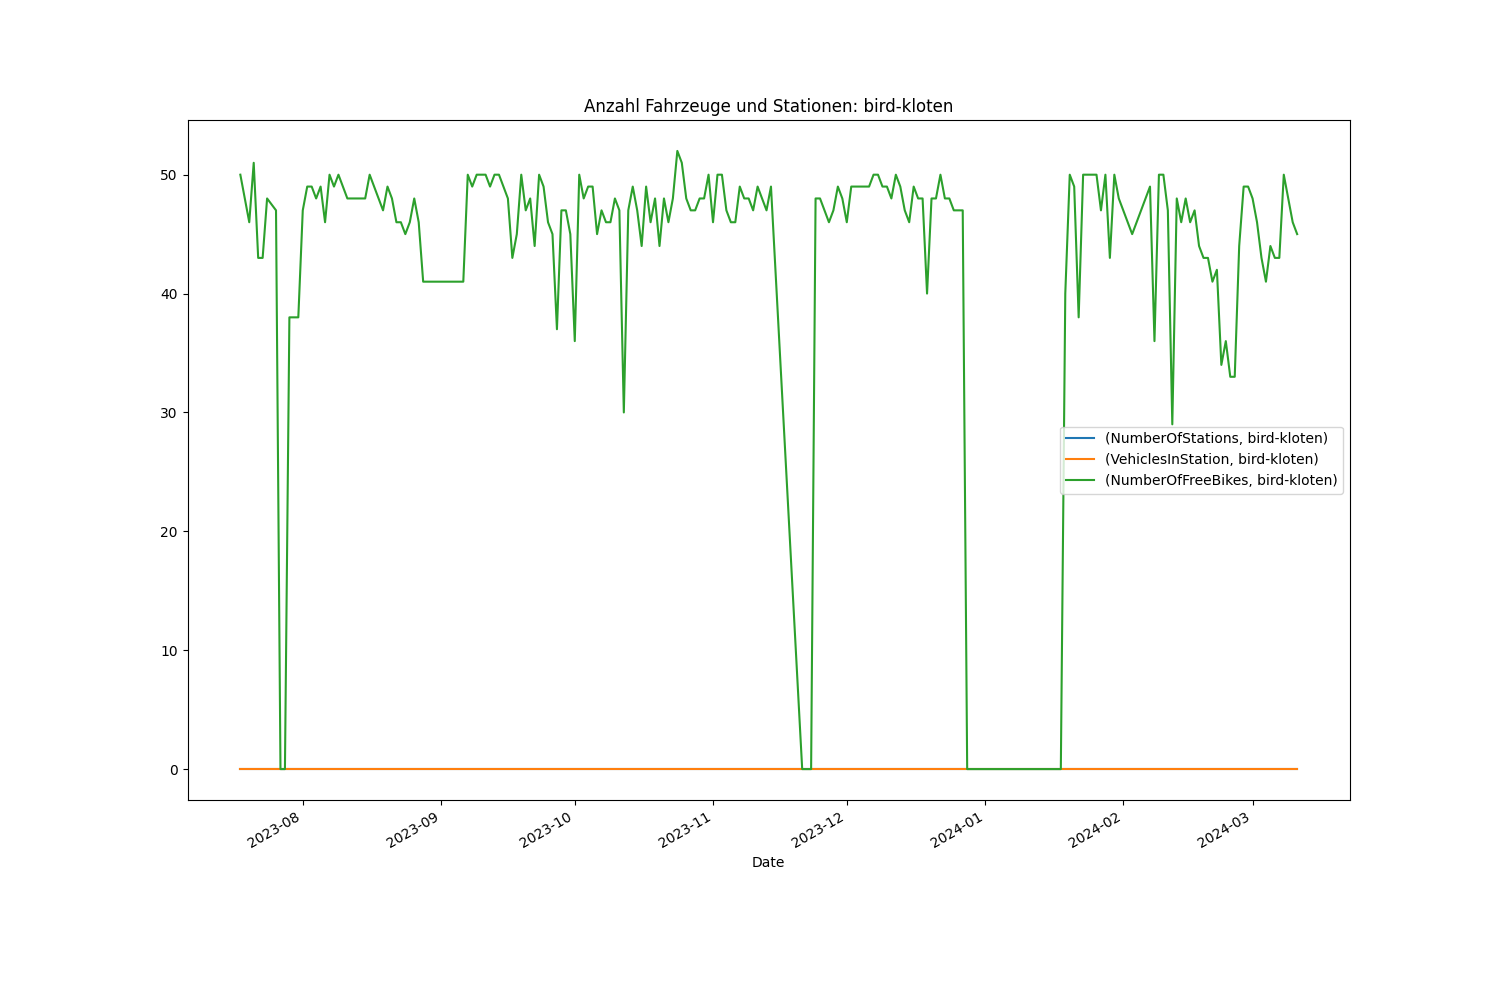 Anzahl Fahrzeuge und Stationen: bird-kloten
50
40
30
20
10
0
(NumberOfStations, bird-kloten)
(VehiclesInStation, bird-kloten)
(NumberOfFreeBikes, bird-kloten)
2023-08
2023-09
2023-10
2023-11
2023-12
2024-01
2024-02
2024-03
Date